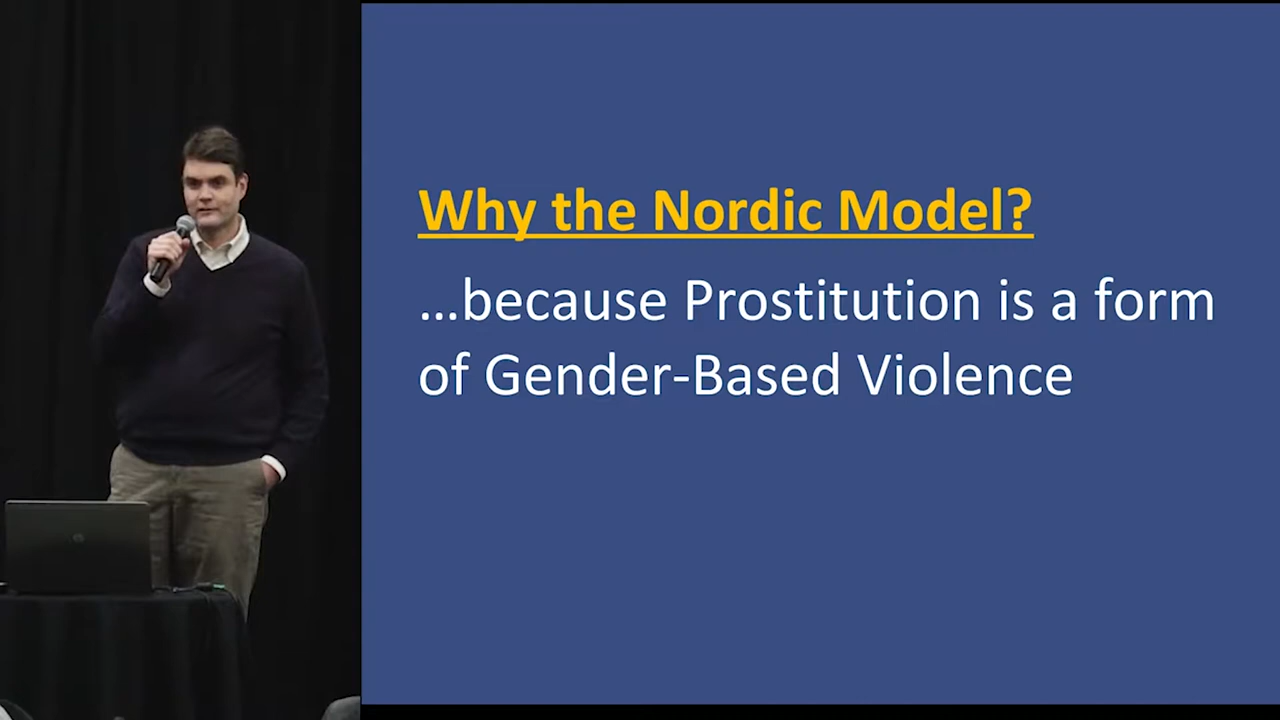 Why the Nordic Model?
...because Prostitution is a form
of Gender-Based Violence